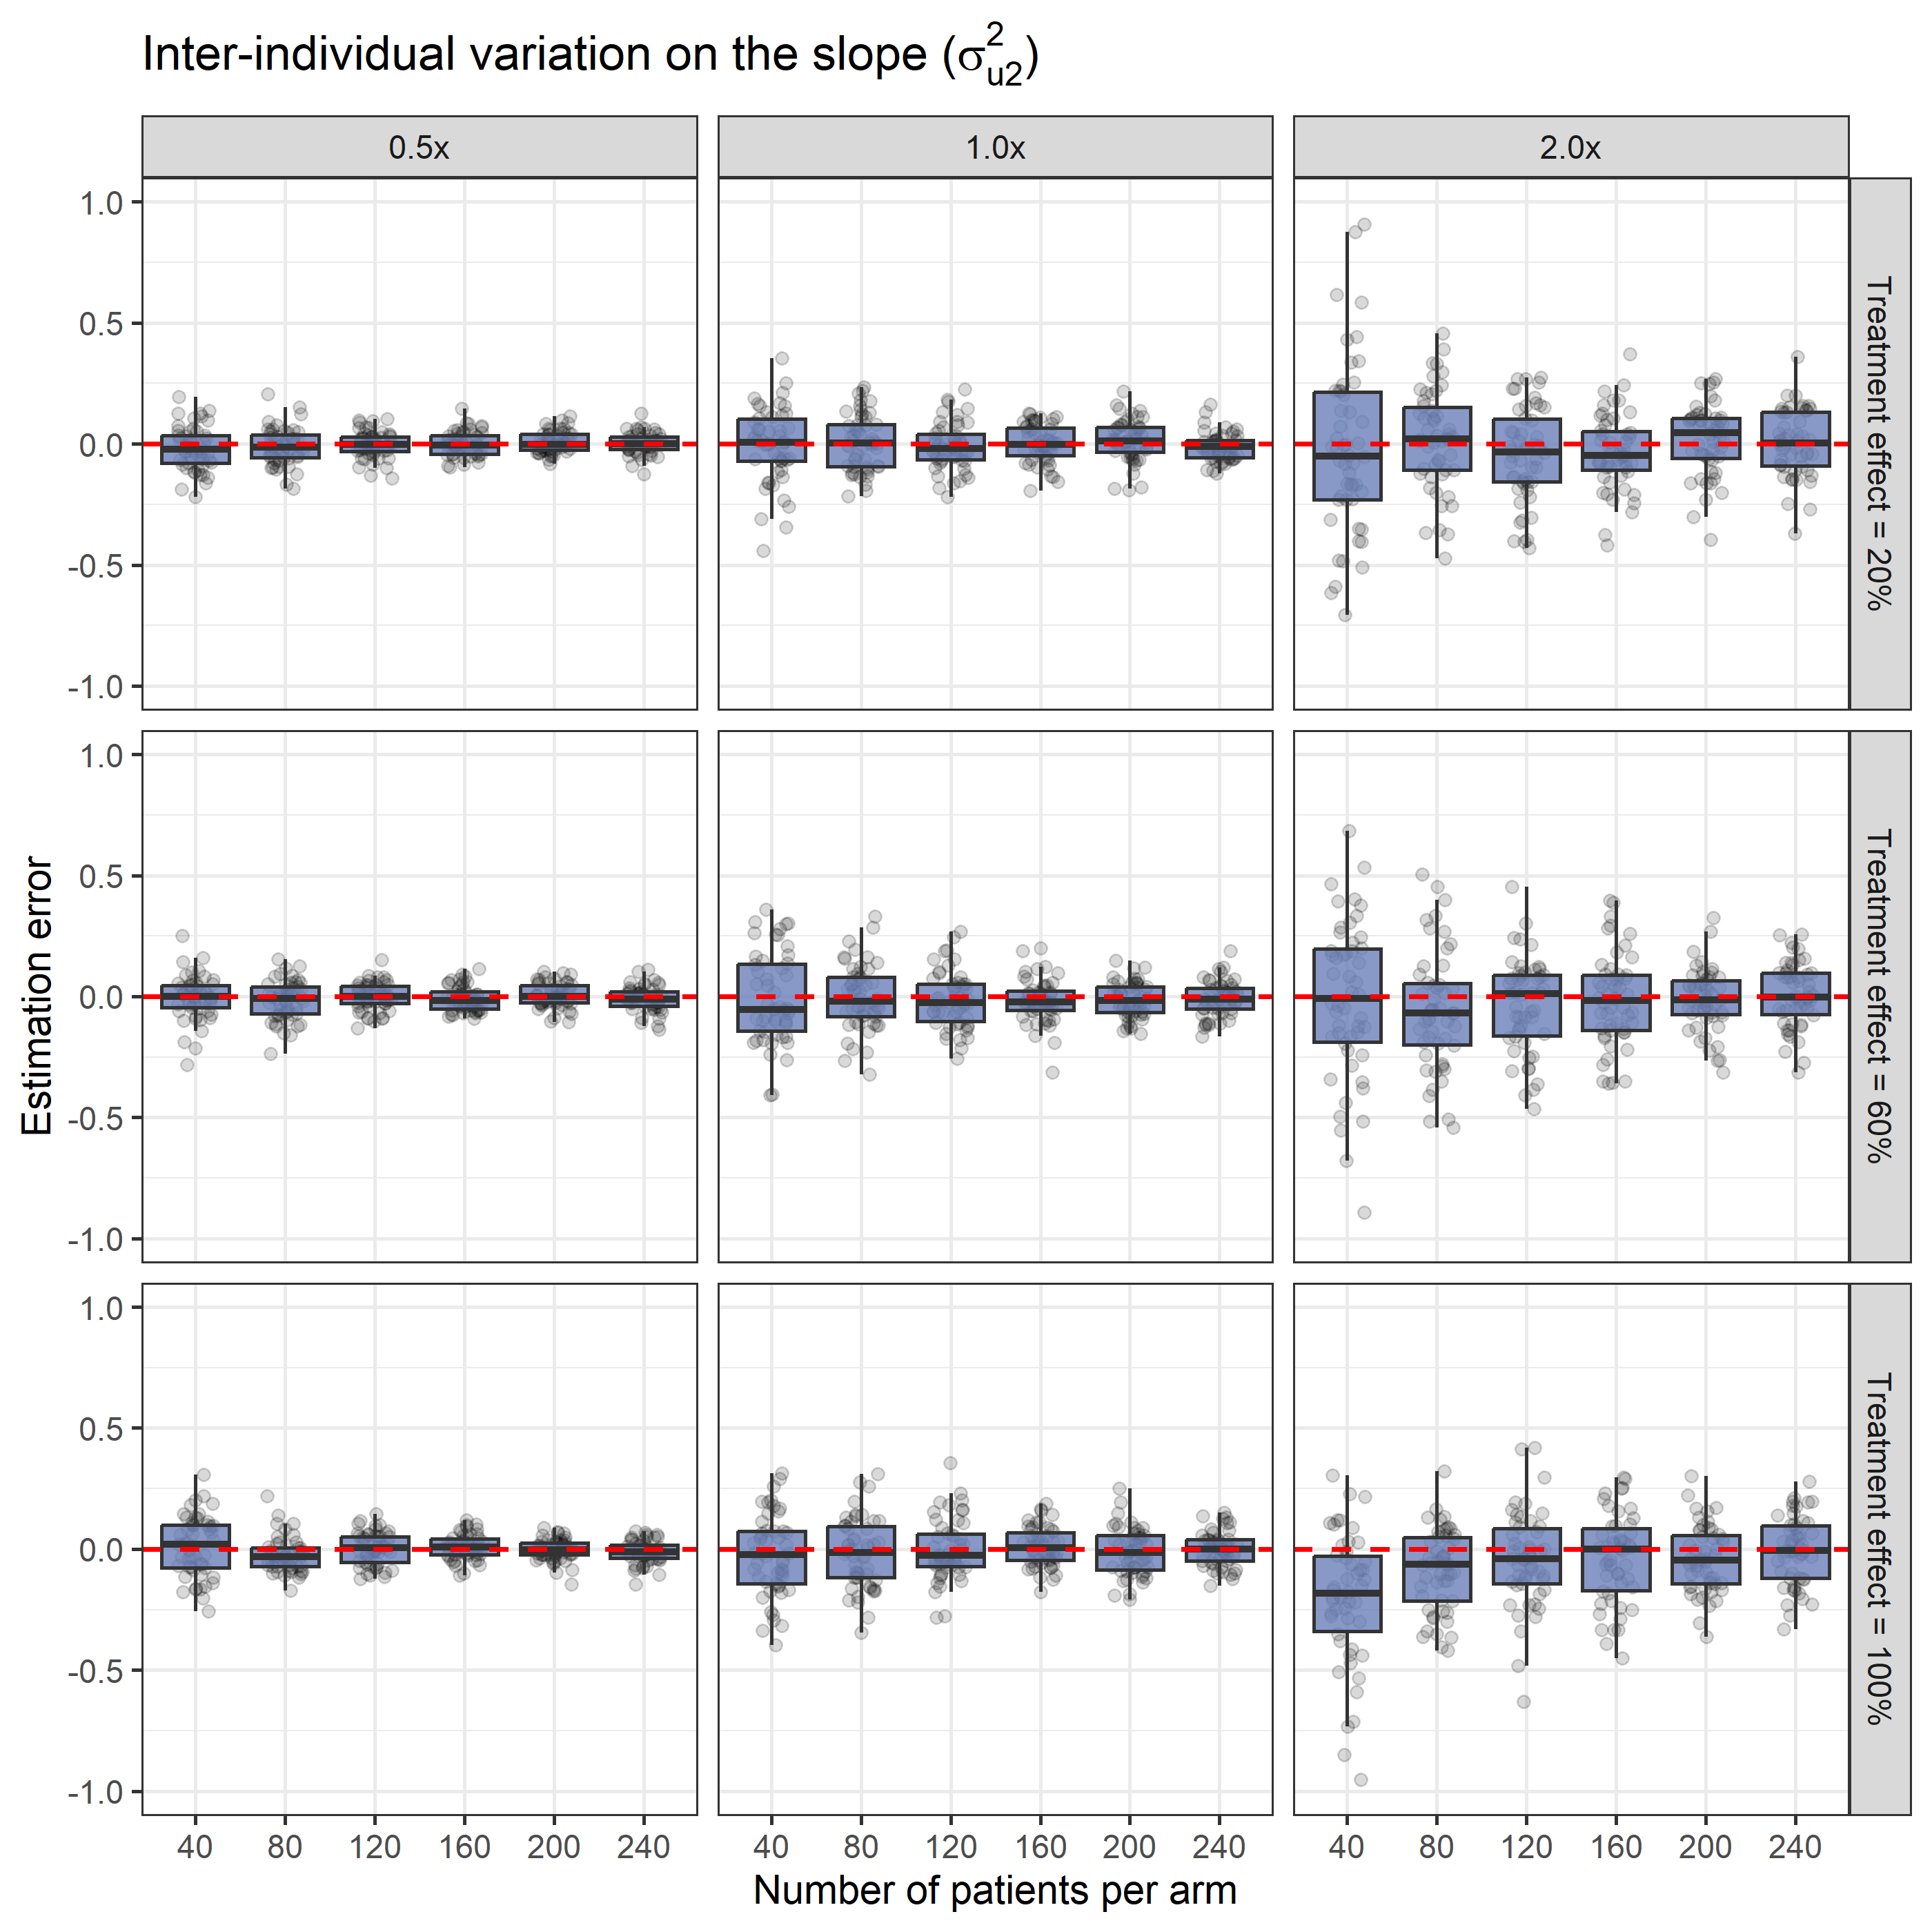 Inter-individual variation on the slope (σ²u2)
0.5x 1.0x 2.0x
1.0
0.5
0.0
-0.5
-1.0
Treatment effect = 20%
1.0
0.5
0.0
-0.5
-1.0
Treatment effect = 60%
Estimation error
1.0
0.5
0.0
-0.5
-1.0
Treatment effect = 100%
40 80 120 160 200 240 40 80 120 160 200 240 40 80 120 160 200 240
Number of patients per arm